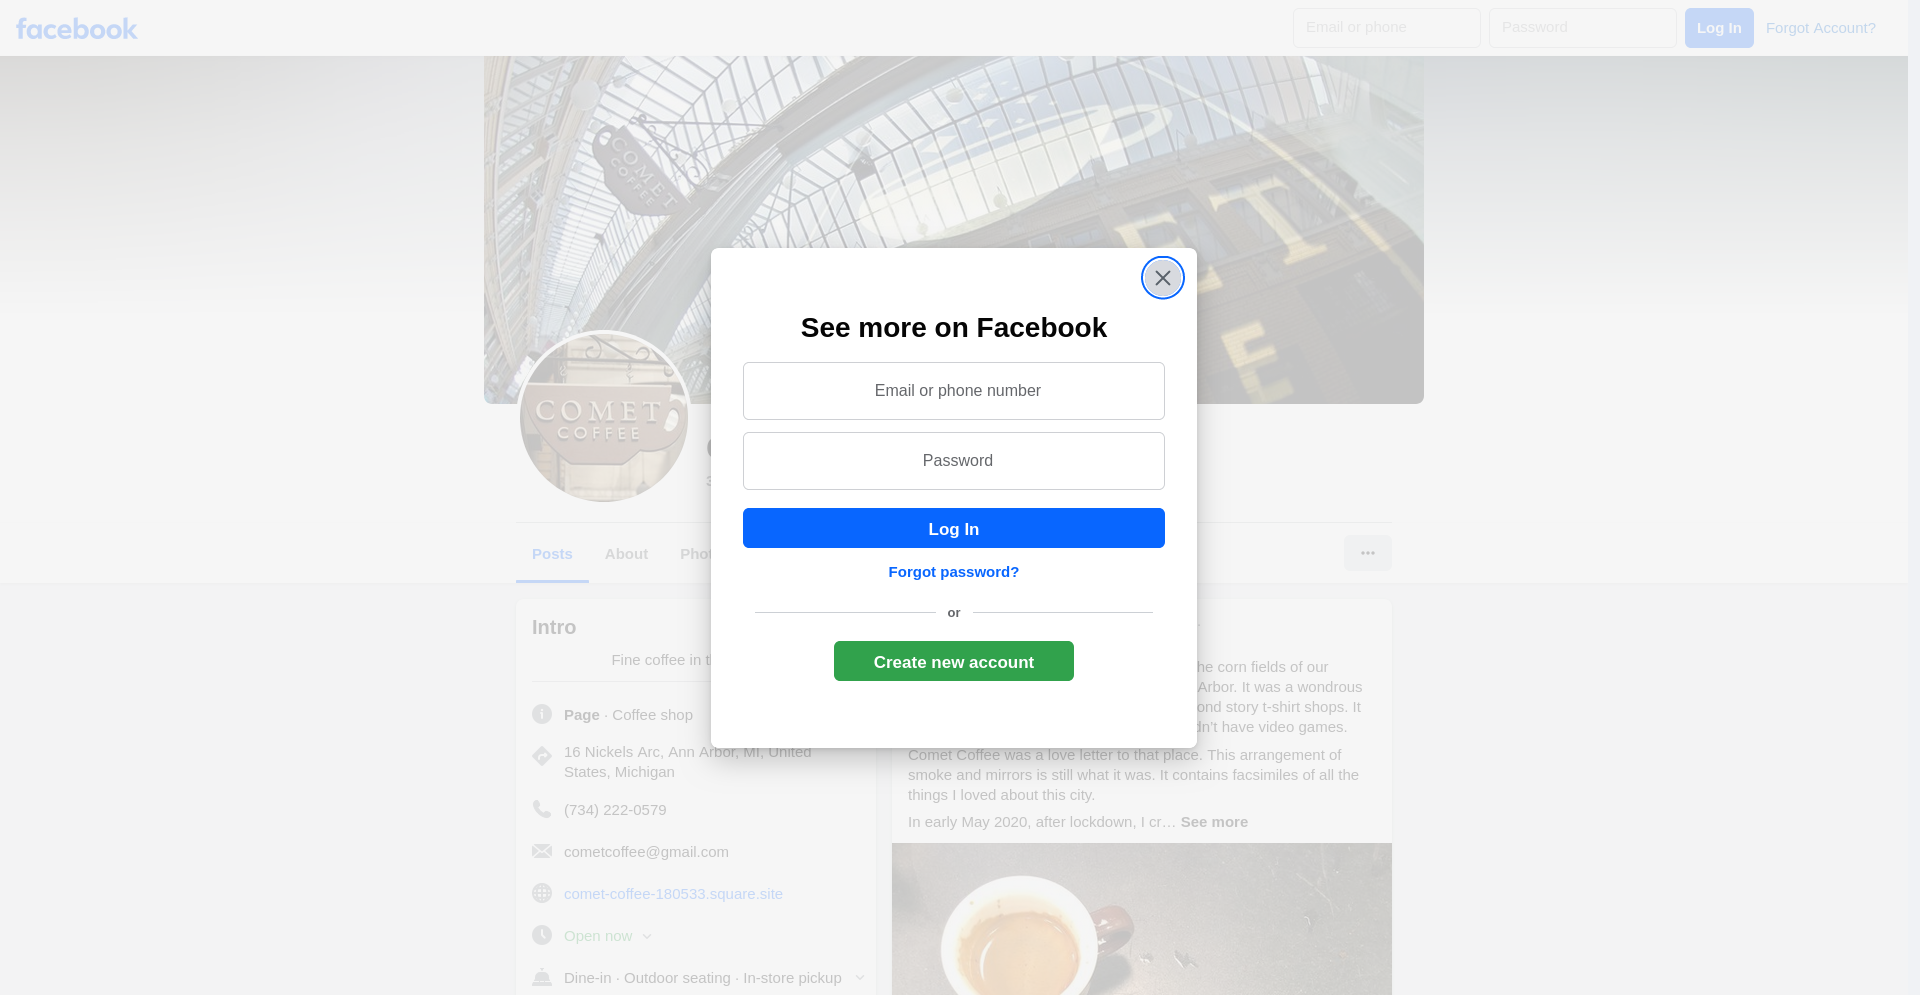 facebook
Email or phone
Password
Log In
Forgot Account?
COMET
COFFEE
See more on Facebook
Email or phone number
COMET
COFFEE
Password
Log In
Posts
About
Forgot password?
or
Create new account
Intro
Fine coffee in
Page · Coffee shop
16 Nickels Arc, Ann Arbor, MI, United
States, Michigan
(734) 222-0579
cometcoffee@gmail.com
comet-coffee-180533.square.site
Open now
Dine-in · Outdoor seating · In-store pickup
corn fields of our
Arbor. It was a wondrous
story t-shirt shops. It
have video games.
Comet Coffee was a love letter to that place. This arrangement of
smoke and mirrors is still what it was. It contains facsimiles of all the
things I loved about this city.
In early May 2020, after lockdown, I cr… See more